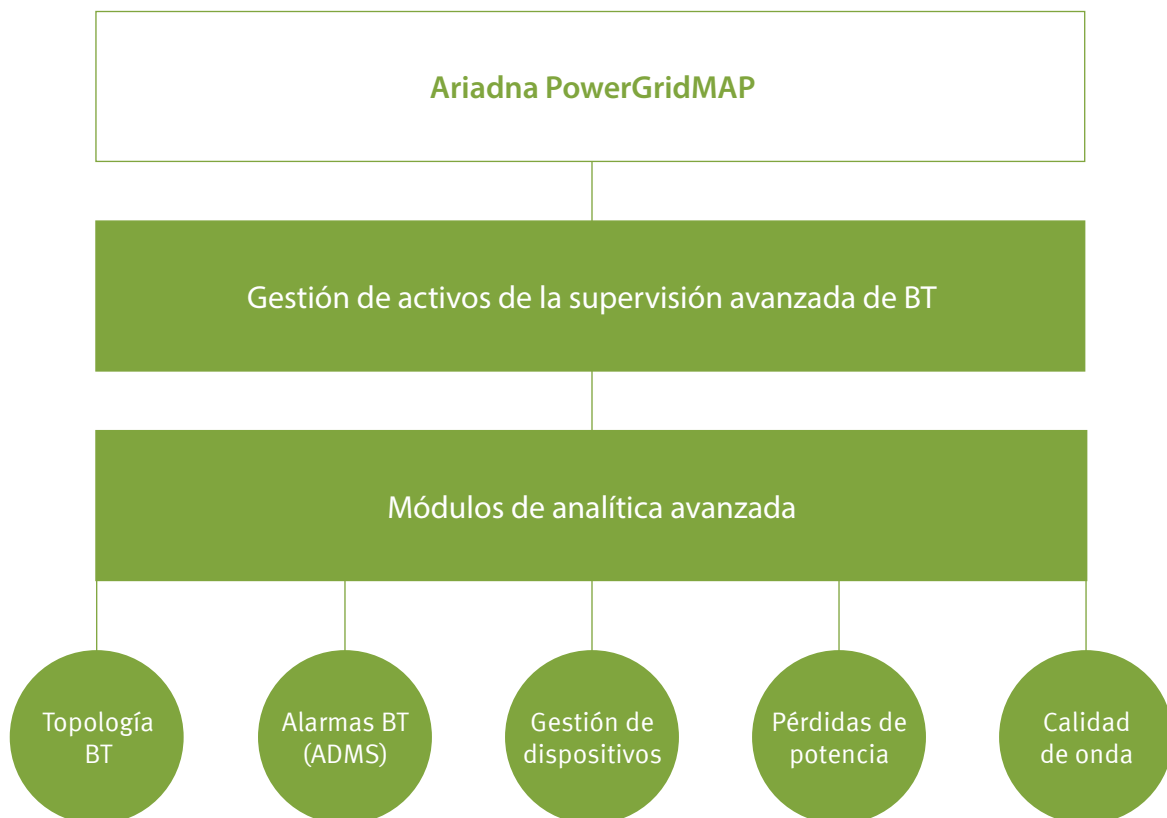 Ariadna PowerGridMAP
Gestión de activos de la supervisión avanzada de BT
Módulos de analítica avanzada
Topología
BT
Alarmas BT
(ADMS)
Gestión de
dispositivos
Pérdidas de
potencia
Calidad
de onda